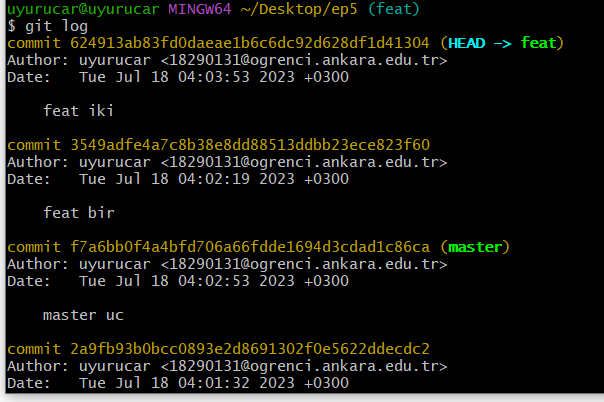 uyurucar@uyurucar MINGW64 ~/Desktop/ep5 (feat)
$ git log
commit 624913ab83fd0daeae1b6c6dc92d628df1d41304 (HEAD -> feat)
Author: uyurucar <18290131@ogrenci.ankara.edu.tr>
Date:   Tue Jul 18 04:03:53 2023 +0300
feat iki
commit 3549adfe4a7c8b38e8dd88513ddbb23ece823f60
Author: uyurucar <18290131@ogrenci.ankara.edu.tr>
Date:   Tue Jul 18 04:02:19 2023 +0300
feat bir
commit f7a6bb0f4a4bfd706a66fdde1694d3cdad1c86ca (master)
Author: uyurucar <18290131@ogrenci.ankara.edu.tr>
Date:   Tue Jul 18 04:02:53 2023 +0300
master uc
commit 2a9fb93b0bcc0893e2d8691302f0e5622ddecdc2
Author: uyurucar <18290131@ogrenci.ankara.edu.tr>
Date:   Tue Jul 18 04:01:32 2023 +0300